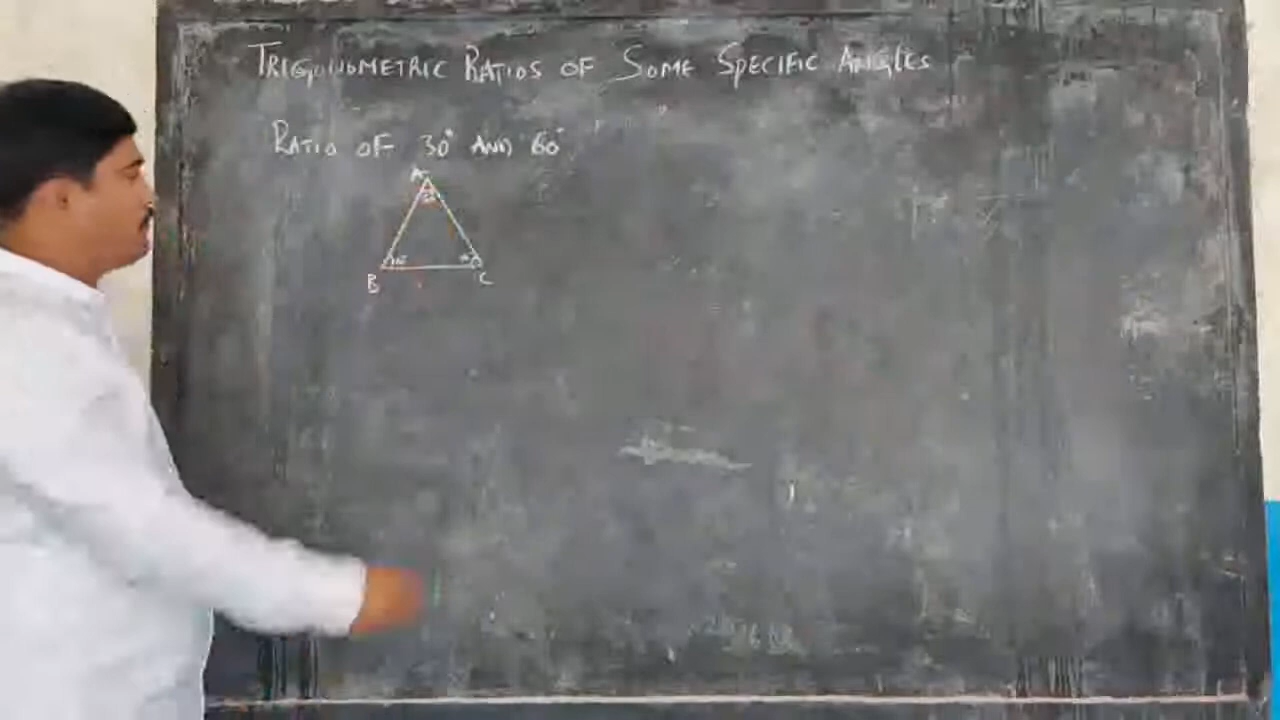 TRIGONOMETRIC RATIOS OF SOME SPECIFIC ANGLES
RATIO OF 30° AND 60°
A
B C